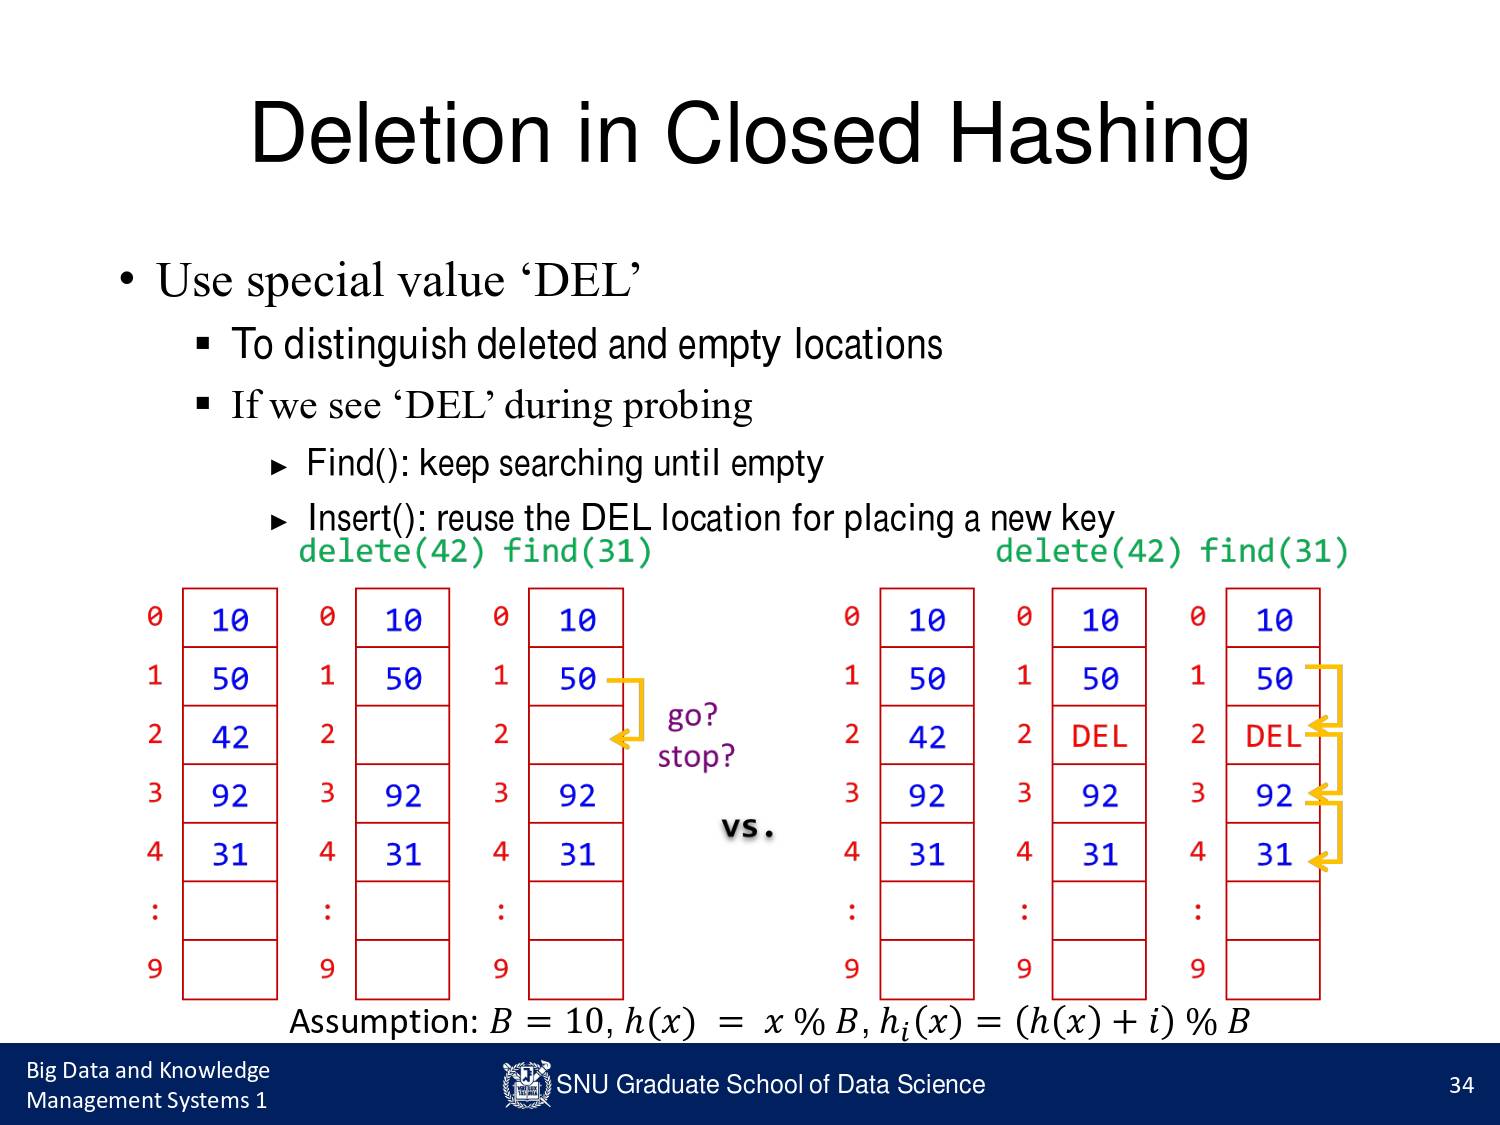 Deletion in Closed Hashing
• Use special value ‘DEL’
▪ To distinguish deleted and empty locations
▪ If we see ‘DEL’ during probing
► Find(): keep searching until empty
► Insert(): reuse the DEL location for placing a new key
delete(42) find(31) delete(42) find(31)
0 10 0 10 0 10 0 10 0 10 0 10
1 50 1 50 1 50 1 50 1 50 1 50
go?
2 42 2 2 2 42 2 DEL 2 DEL
stop?
3 92 3 92 3 92 3 92 3 92 3 92
vs.
4 31 4 31 4 31 4 31 4 31 4 31
: : : : : :
9 9 9 9 9 9
Assumption: 𝐵 = 10, ℎ(𝑥) = 𝑥 % 𝐵, ℎᵢ(𝑥) = (ℎ(𝑥) + 𝑖) % 𝐵
Big Data and Knowledge
Management Systems 1
SNU Graduate School of Data Science
34